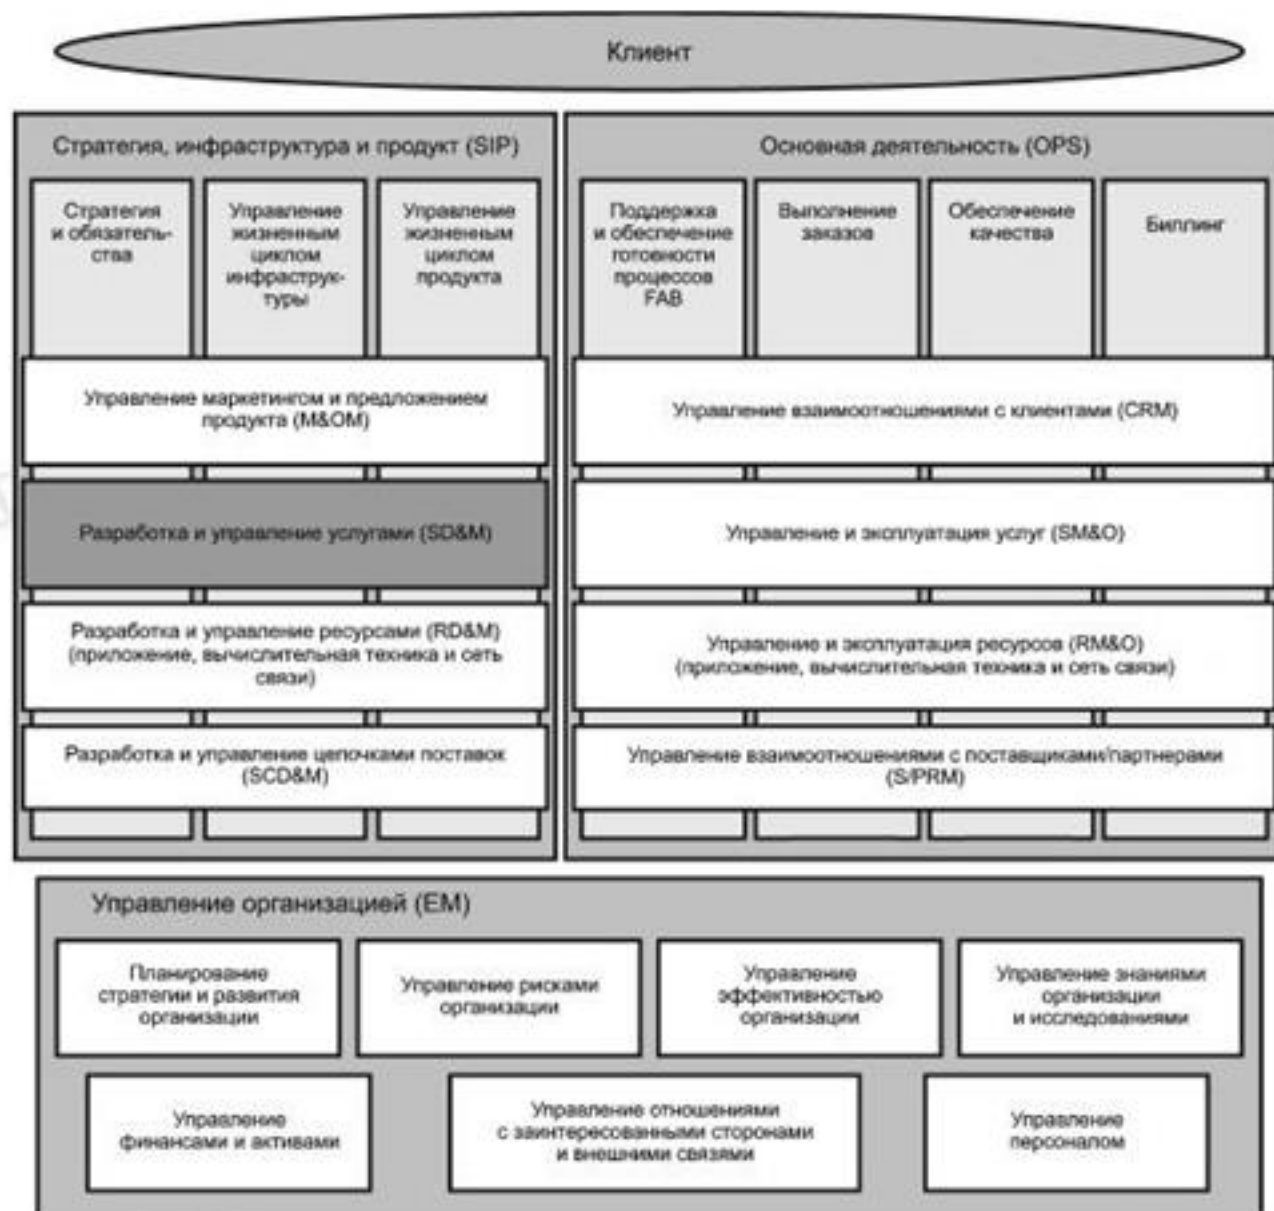 Клиент
Стратегия, инфраструктура и продукт (SIP)
Основная деятельность (OPS)
Стратегия
и обязатель-
ства
Управление
жизненным
циклом
инфраструк-
туры
Управление
жизненным
циклом
продукта
Поддержка
и обеспечение
готовности
процессов
FAB
Выполнение
заказов
Обеспечение
качества
Биллинг
Управление маркетингом и предложением
продукта (M&OM)
Управление взаимоотношениями с клиентами (CRM)
Разработка и управление услугами (SD&M)
Управление и эксплуатация услуг (SM&O)
Разработка и управление ресурсами (RD&M)
(приложение, вычислительная техника и сеть
связи)
Управление и эксплуатация ресурсов (RM&O)
(приложение, вычислительная техника и сеть связи)
Разработка и управление цепочками поставок
(SCD&M)
Управление взаимоотношениями с поставщиками/партнерами
(S/PRM)
Управление организацией (EM)
Планирование
стратегии и развития
организации
Управление рисками
организации
Управление
эффективностью
организации
Управление знаниями
организации
и исследованиями
Управление
финансами и активами
Управление отношениями
с заинтересованными сторонами
и внешними связями
Управление
персоналом